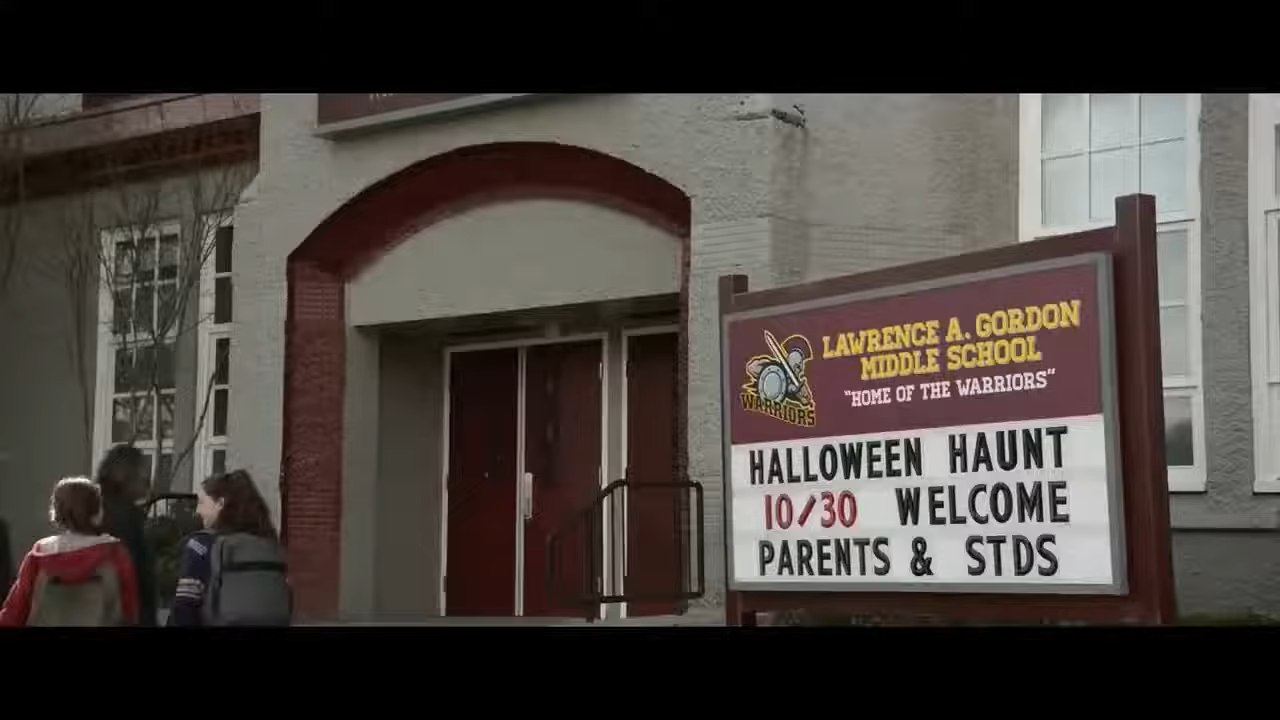 LAWRENCE A. GORDON
MIDDLE SCHOOL
"HOME OF THE WARRIORS"
WARRIORS
HALLOWEEN HAUNT
10/30 WELCOME
PARENTS & STDS